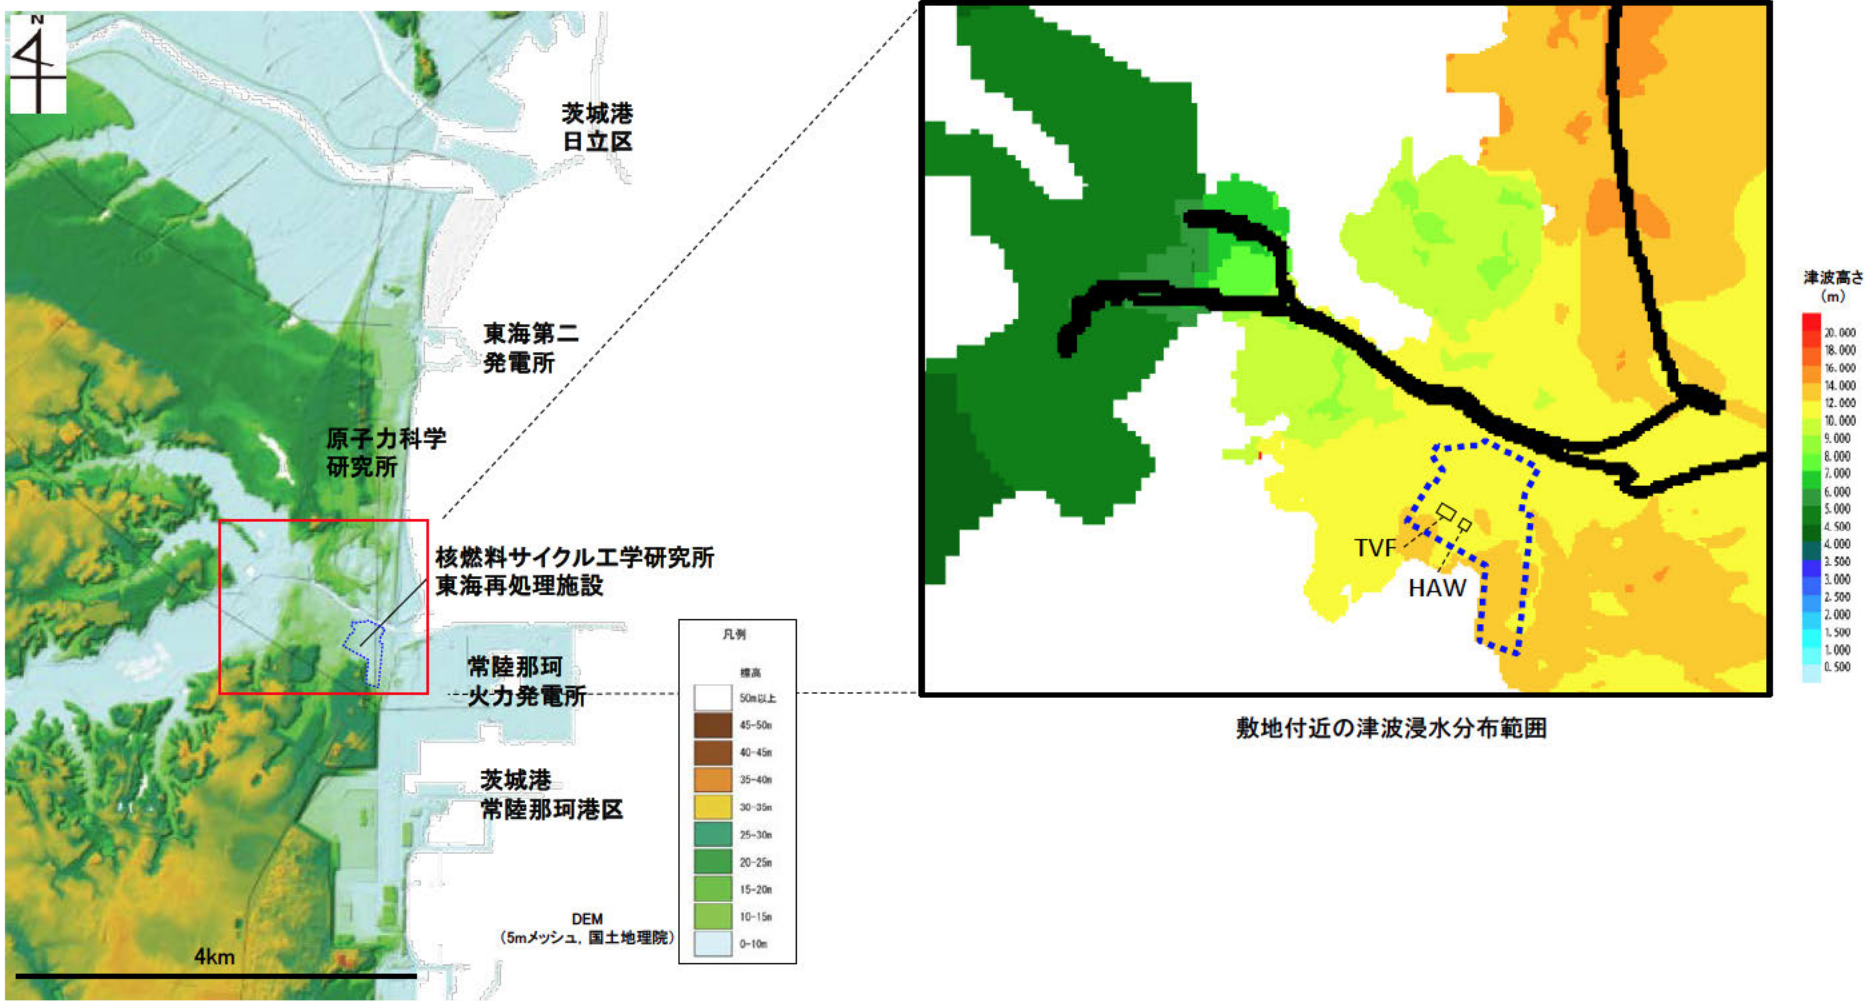 N
茨城港
日立区
東海第二
発電所
原子力科学
研究所
核燃料サイクル工学研究所
東海再処理施設
常陸那珂
火力発電所
茨城港
常陸那珂港区
DEM
(5mメッシュ, 国土地理院)
4km
凡例
標高
50m以上
45-50m
40-45m
35-40m
30-35m
25-30m
20-25m
15-20m
10-15m
0-10m
TVF
HAW
敷地付近の津波浸水分布範囲
津波高さ
(m)
20.000
18.000
16.000
14.000
12.000
10.000
9.000
8.000
7.000
6.000
5.000
4.500
4.000
3.500
3.000
2.500
2.000
1.500
1.000
0.500